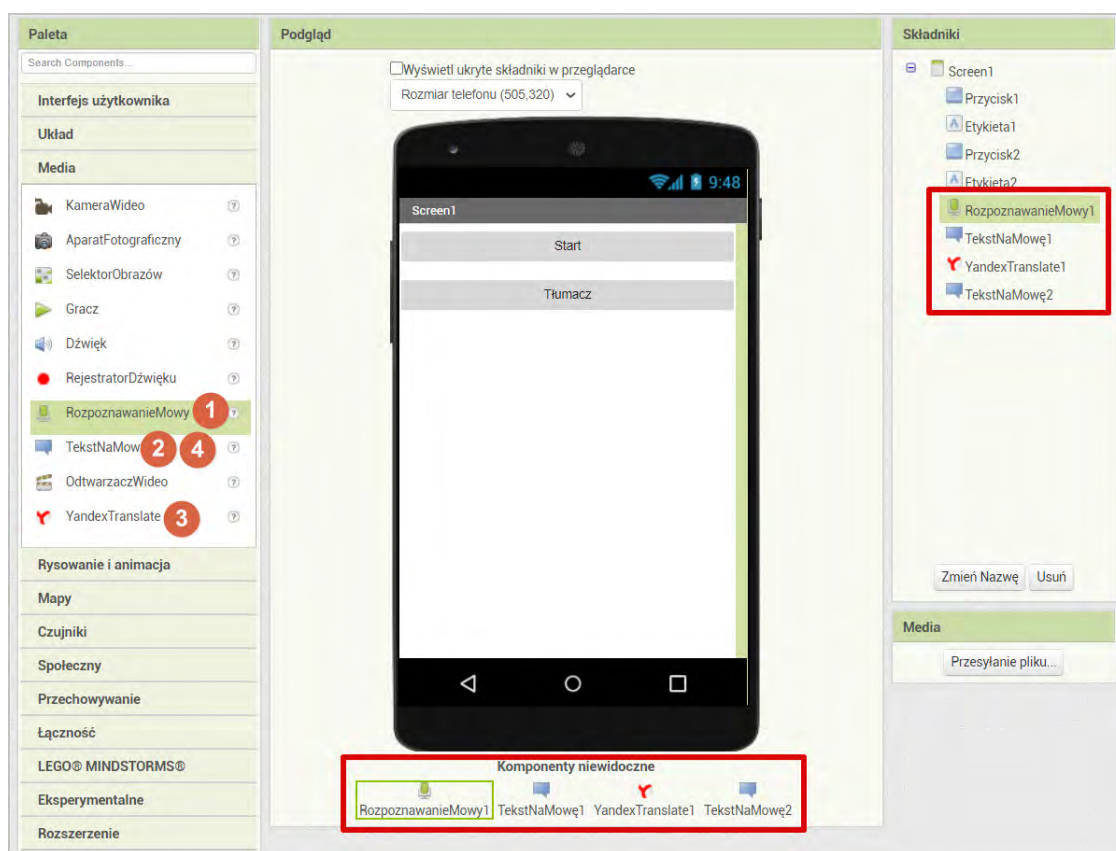 Paleta
Search Components...
Interfejs użytkownika
Układ
Media
KameraWideo
AparatFotograficzny
SelektorObrazów
Gracz
Dźwięk
RejestratorDźwięku
RozpoznawanieMowy 1
TekstNaMow 2 4
OdtwarzaczWideo
YandexTranslate 3
Rysowanie i animacja
Mapy
Czujniki
Społeczny
Przechowywanie
Łączność
LEGO® MINDSTORMS®
Eksperymentalne
Rozszerzenie
Podgląd
Wyświetl ukryte składniki w przeglądarce
Rozmiar telefonu (505,320)
9:48
Screen1
Start
Tłumacz
Komponenty niewidoczne
RozpoznawanieMowy1 TekstNaMowę1 YandexTranslate1 TekstNaMowę2
Składniki
Screen1
Przycisk1
Etykieta1
Przycisk2
Etykieta2
RozpoznawanieMowy1
TekstNaMowę1
YandexTranslate1
TekstNaMowę2
Zmień Nazwę Usuń
Media
Przesyłanie pliku...